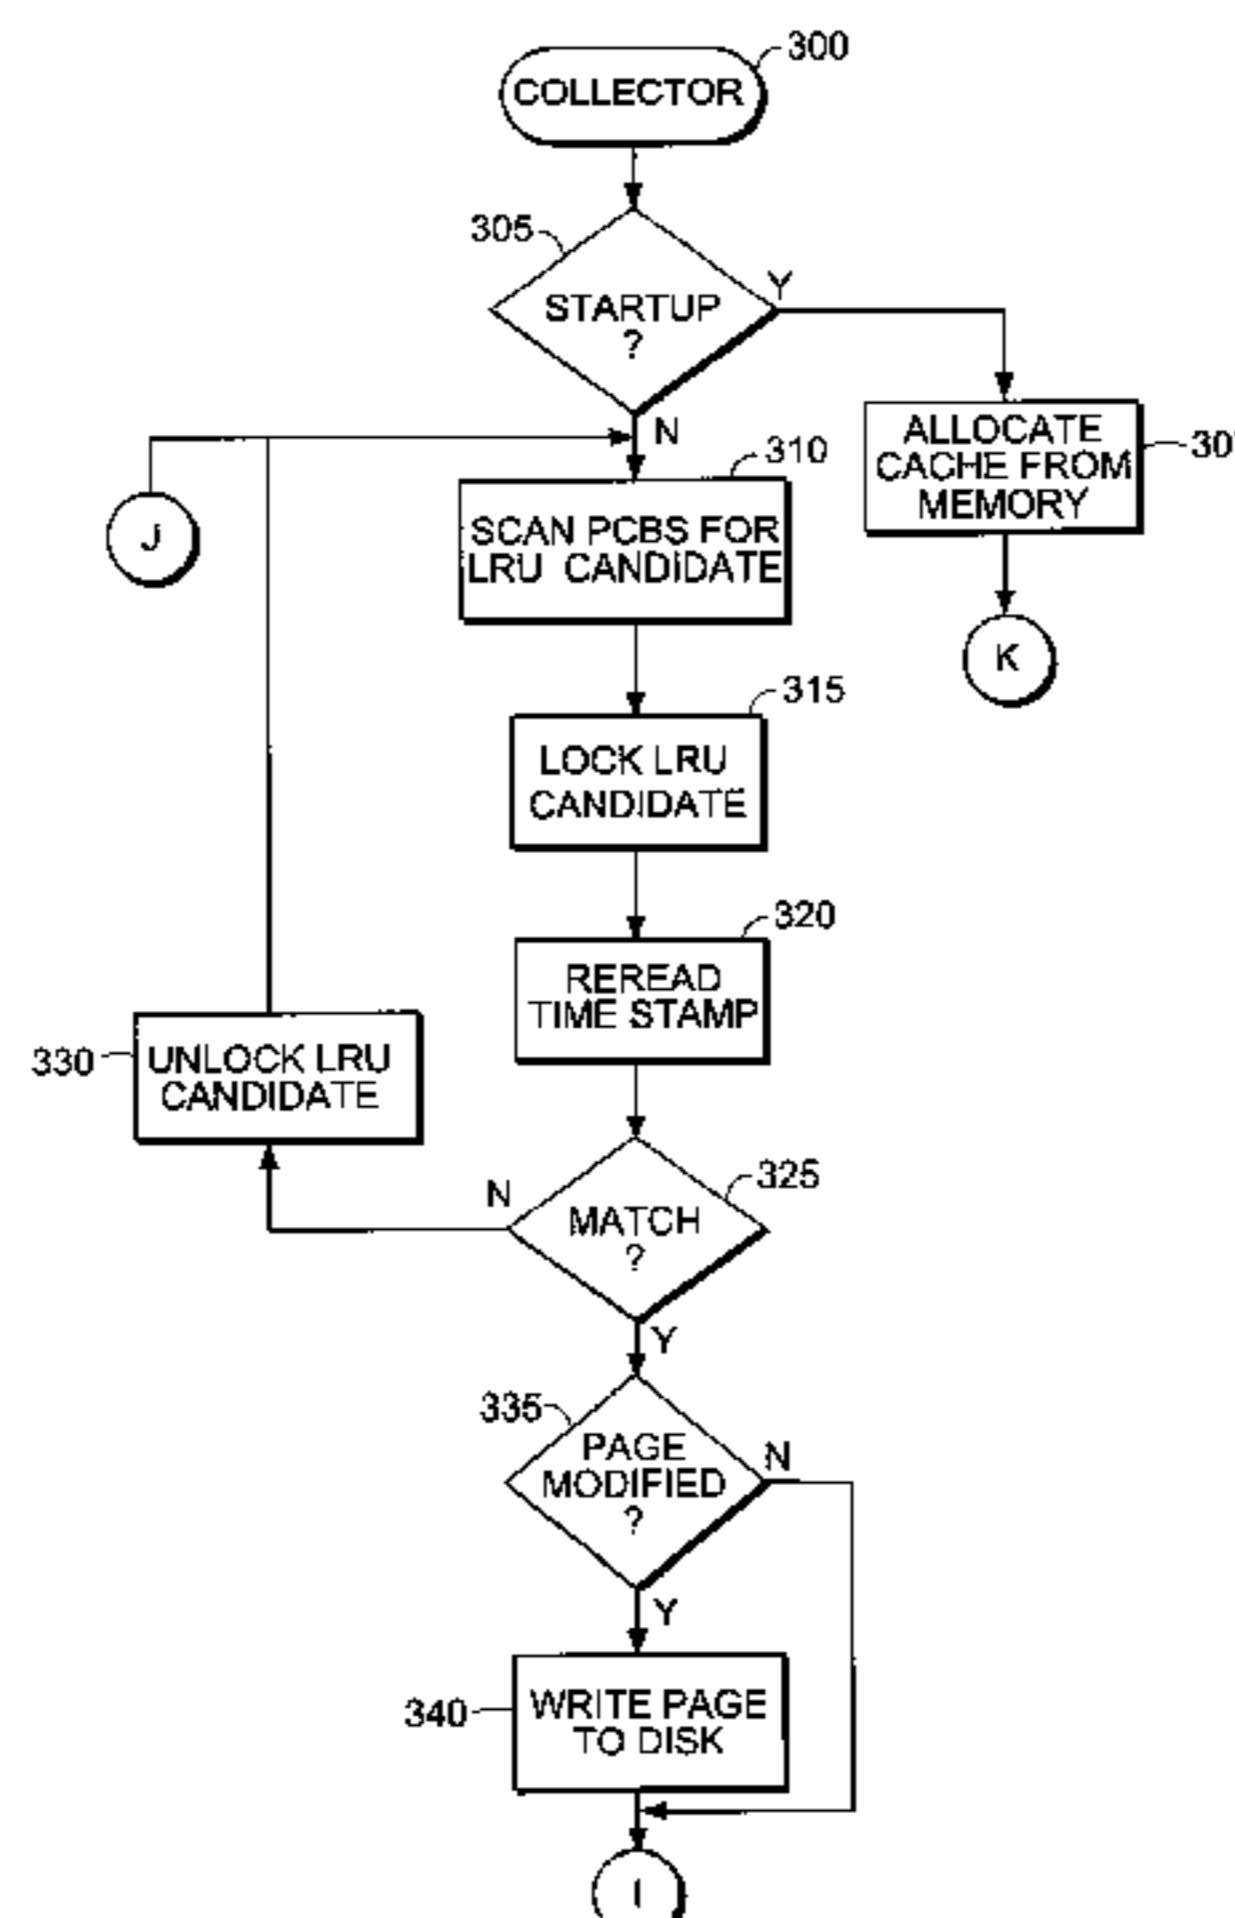 300
COLLECTOR
305
STARTUP
?
Y
N
ALLOCATE
CACHE FROM
MEMORY
J
310
SCAN PCBS FOR
LRU CANDIDATE
K
315
LOCK LRU
CANDIDATE
320
REREAD
TIME STAMP
330
UNLOCK LRU
CANDIDATE
N
325
MATCH
?
Y
335
PAGE
MODIFIED
?
N
Y
340
WRITE PAGE
TO DISK
I